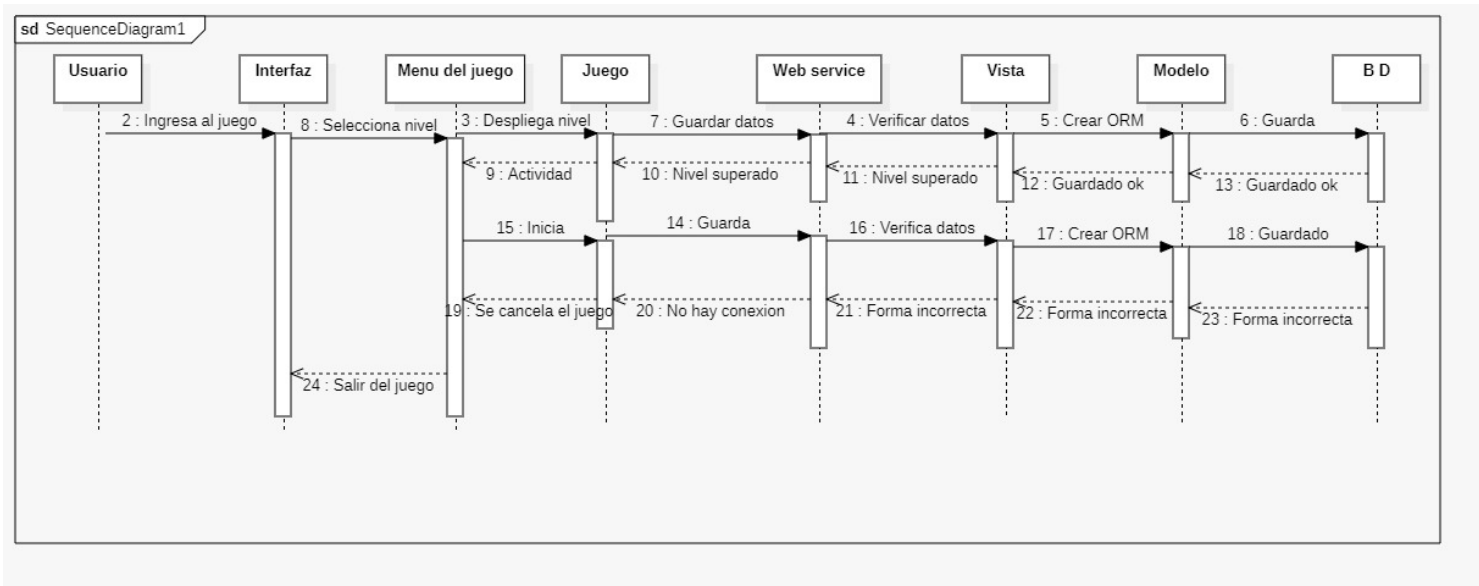 sd SequenceDiagram1
Usuario
Interfaz
Menu del juego
Juego
Web service
Vista
Modelo
B D
2 : Ingresa al juego
8 : Selecciona nivel
3 : Despliega nivel
7 : Guardar datos
4 : Verificar datos
5 : Crear ORM
6 : Guarda
9 : Actividad
10 : Nivel superado
11 : Nivel superado
12 : Guardado ok
13 : Guardado ok
15 : Inicia
14 : Guarda
16 : Verifica datos
17 : Crear ORM
18 : Guardado
19 : Se cancela el juego
20 : No hay conexion
21 : Forma incorrecta
22 : Forma incorrecta
23 : Forma incorrecta
24 : Salir del juego